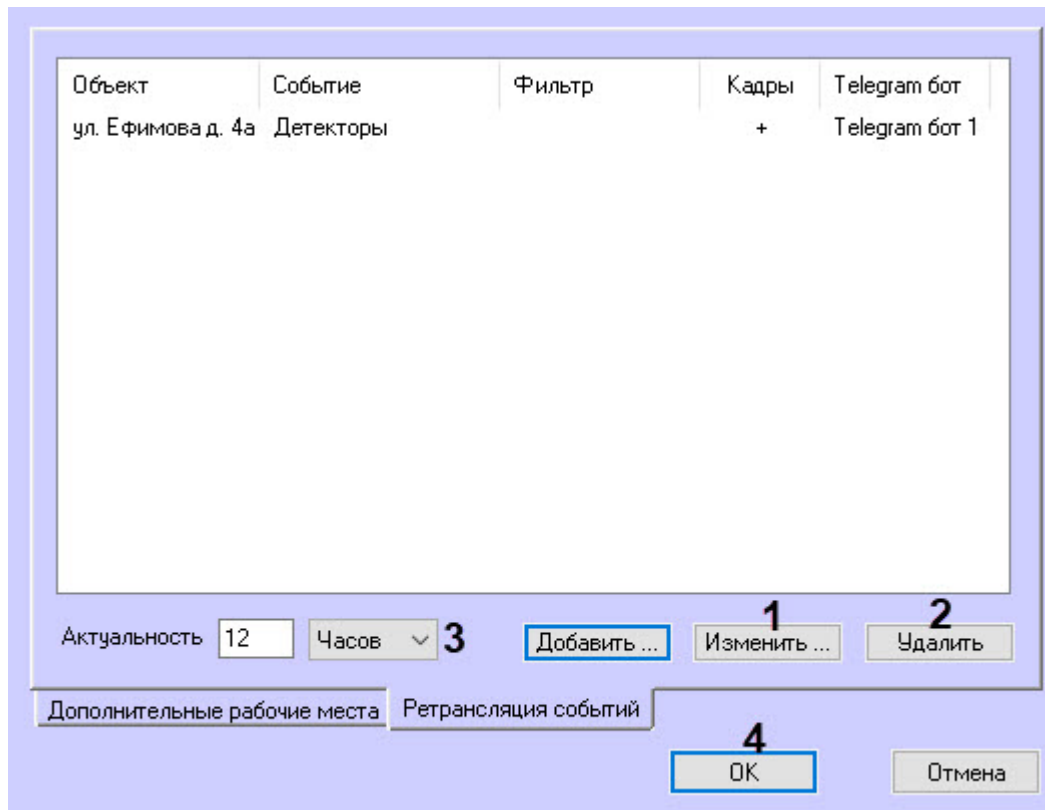 Объект Событие Фильтр Кадры Telegram бот
ул. Ефимова д. 4а Детекторы + Telegram бот 1
1 2
Актуальность 12 Часов 3 Добавить ... Изменить ... Удалить
Дополнительные рабочие места Ретрансляция событий
4
OK Отмена